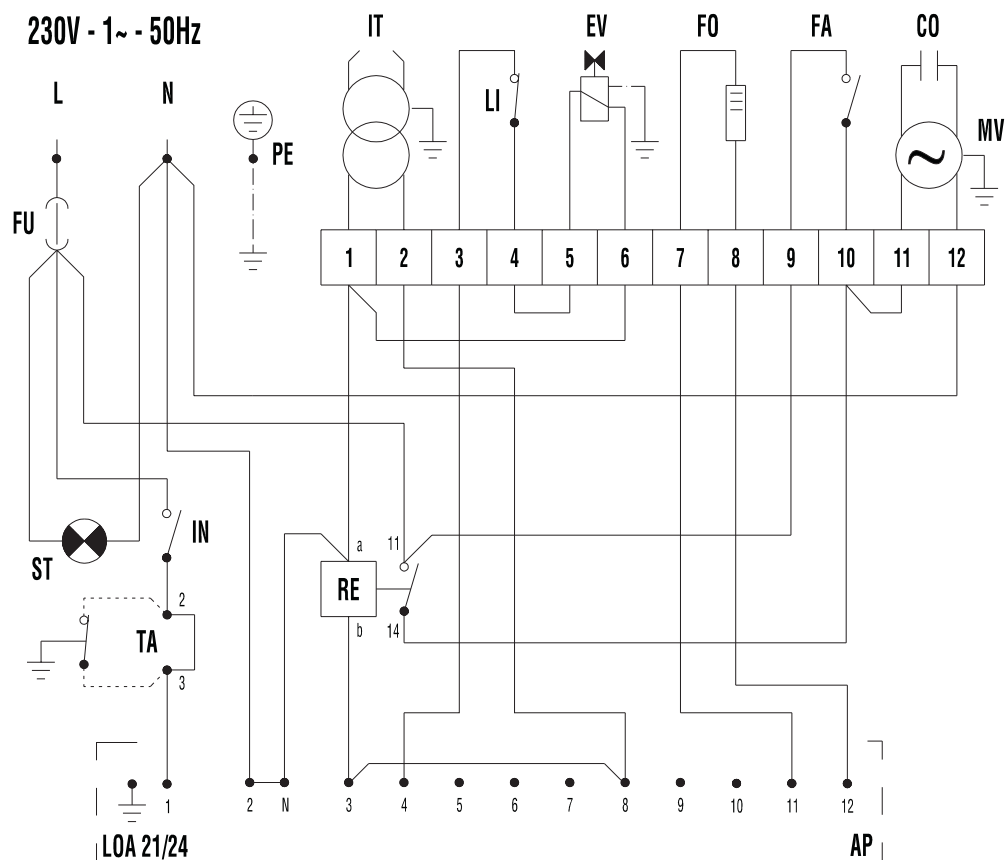 230V - 1~ - 50Hz
IT EV FO FA CO
L N
LI
PE
MV
~
FU
1 2 3 4 5 6 7 8 9 10 11 12
IN
a 11
ST
RE
2
TA
b 14
3
1 2 N 3 4 5 6 7 8 9 10 11 12
LOA 21/24 AP